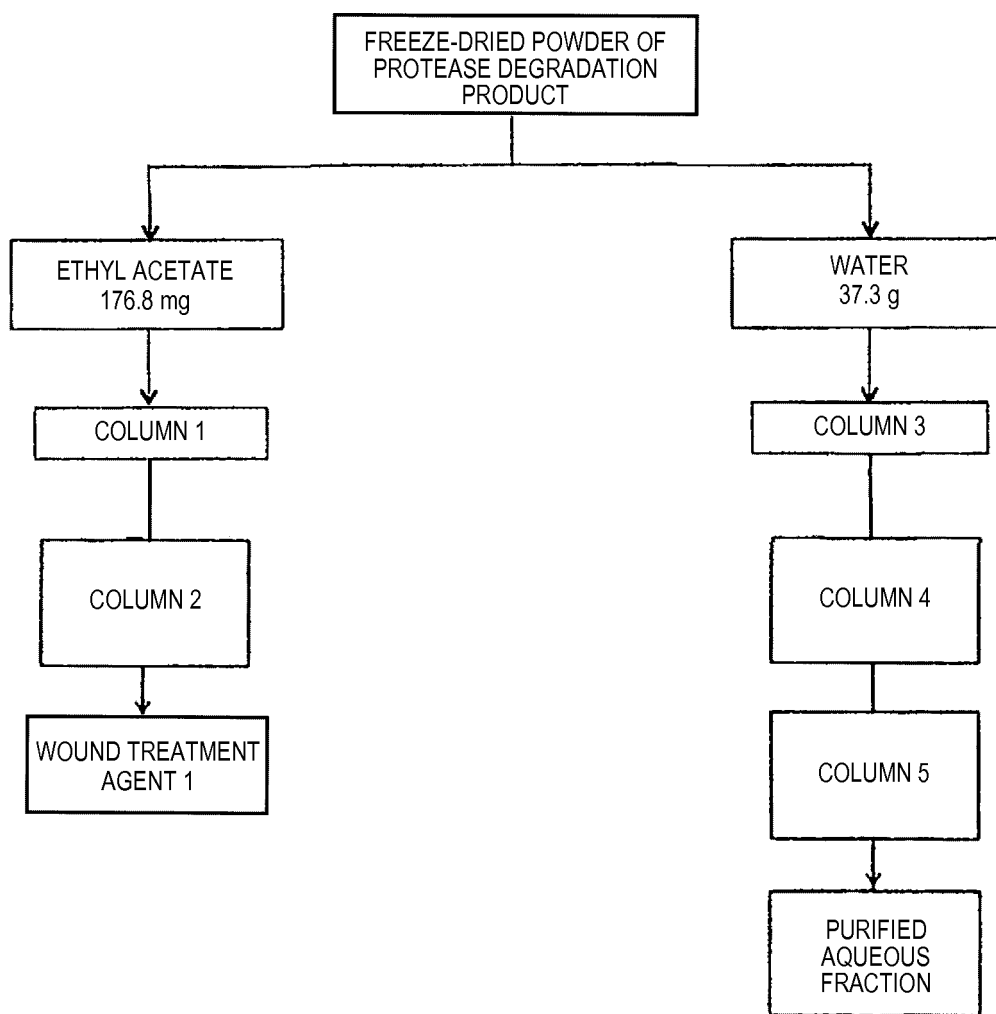 FREEZE-DRIED POWDER OF
PROTEASE DEGRADATION
PRODUCT
ETHYL ACETATE
176.8 mg
WATER
37.3 g
COLUMN 1
COLUMN 3
COLUMN 2
COLUMN 4
WOUND TREATMENT
AGENT 1
COLUMN 5
PURIFIED
AQUEOUS
FRACTION